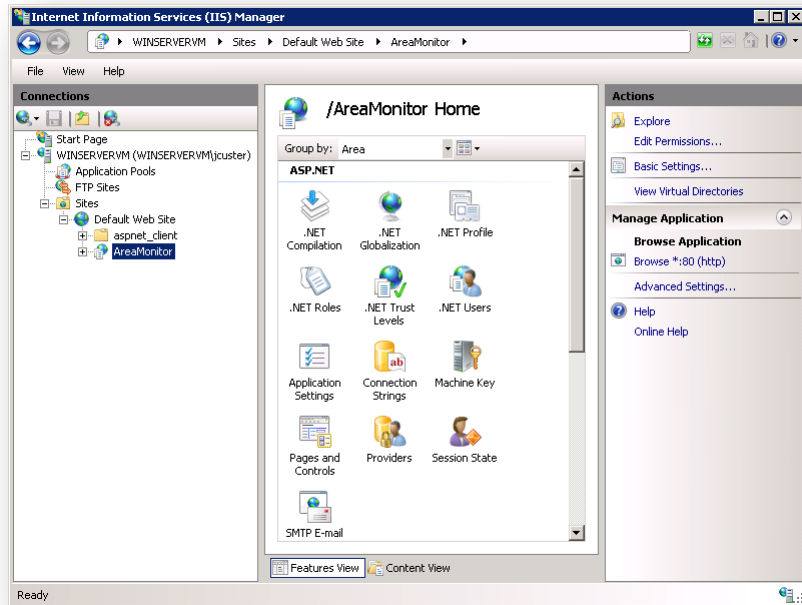 Internet Information Services (IIS) Manager
WINSERVERVM Sites Default Web Site AreaMonitor
File View Help
Connections
Start Page
WINSERVERVM (WINSERVERVM\jcuster)
Application Pools
FTP Sites
Sites
Default Web Site
aspnet_client
AreaMonitor
/AreaMonitor Home
Group by: Area
ASP.NET
.NET Compilation
.NET Globalization
.NET Profile
.NET Roles
.NET Trust Levels
.NET Users
Application Settings
Connection Strings
Machine Key
Pages and Controls
Providers
Session State
SMTP E-mail
Features View Content View
Actions
Explore
Edit Permissions...
Basic Settings...
View Virtual Directories
Manage Application
Browse Application
Browse *:80 (http)
Advanced Settings...
Help
Online Help
Ready